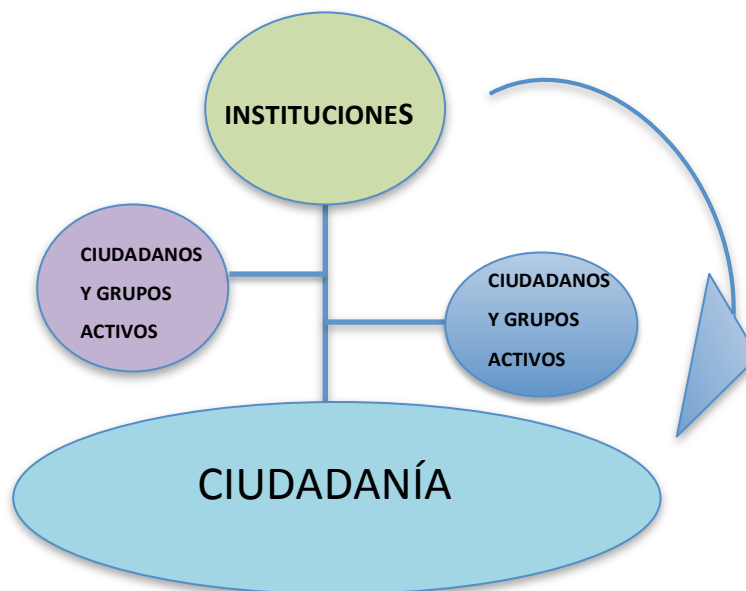 INSTITUCIONES
CIUDADANOS
Y GRUPOS
ACTIVOS
CIUDADANOS
Y GRUPOS
ACTIVOS
CIUDADANÍA